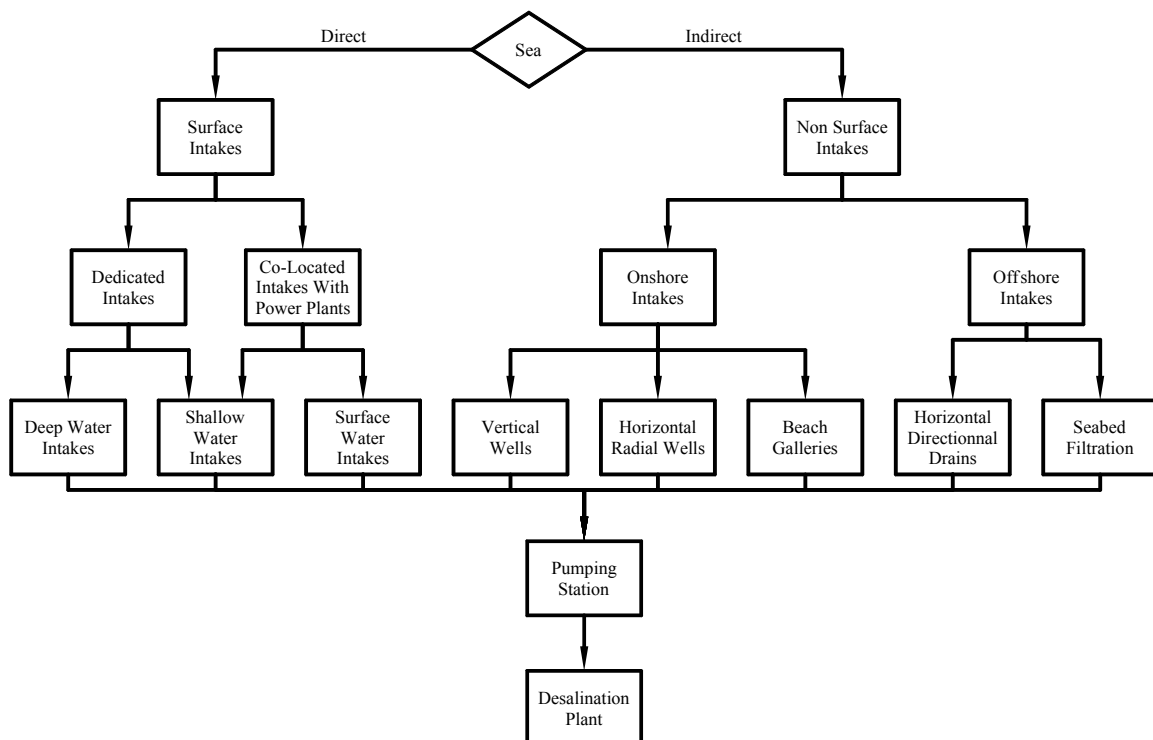 Direct
Sea
Indirect
Surface
Intakes
Non Surface
Intakes
Dedicated
Intakes
Co-Located
Intakes With
Power Plants
Onshore
Intakes
Offshore
Intakes
Deep Water
Intakes
Shallow
Water
Intakes
Surface
Water
Intakes
Vertical
Wells
Horizontal
Radial Wells
Beach
Galleries
Horizontal
Directionnal
Drains
Seabed
Filtration
Pumping
Station
Desalination
Plant